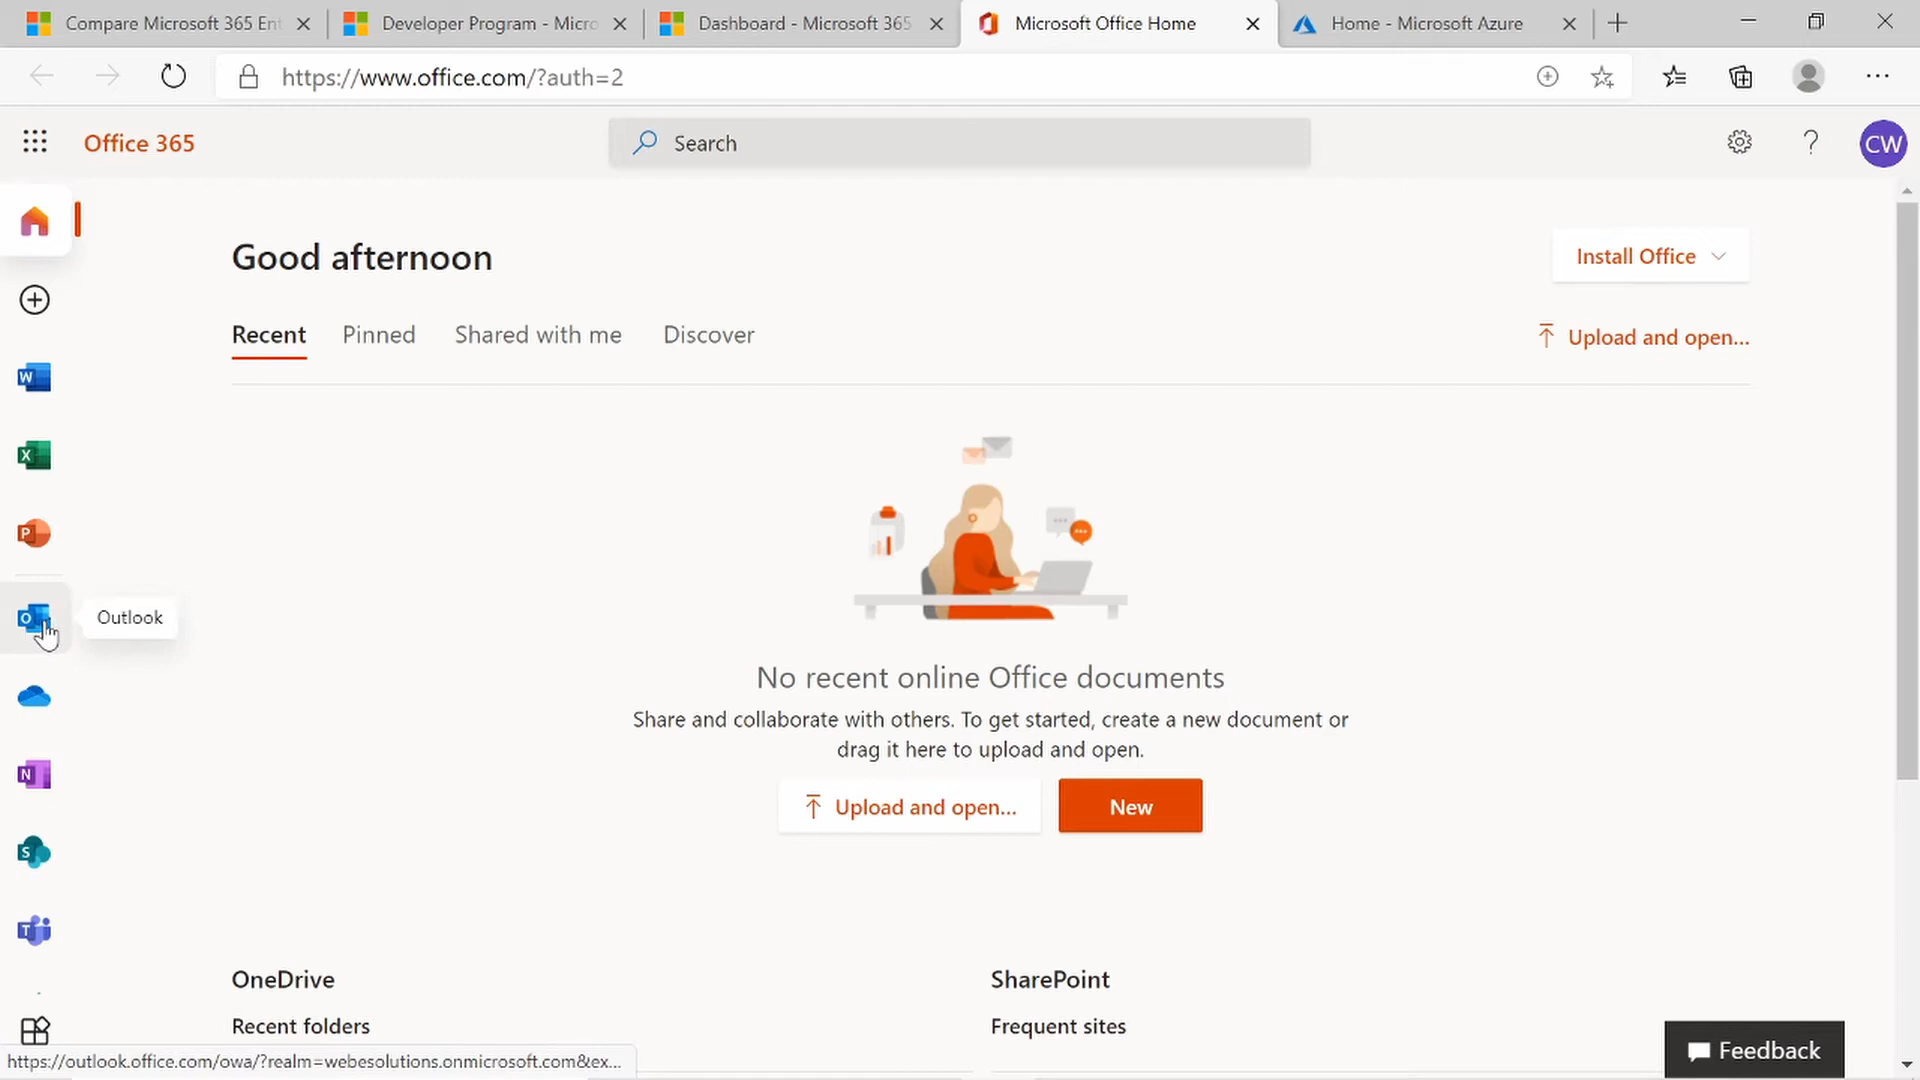 Compare Microsoft 365 Ent
Developer Program - Micro
Dashboard - Microsoft 365
Microsoft Office Home
Home - Microsoft Azure
https://www.office.com/?auth=2
Office 365
Search
CW
Good afternoon
Install Office
Recent
Pinned
Shared with me
Discover
Upload and open...
No recent online Office documents
Share and collaborate with others. To get started, create a new document or
drag it here to upload and open.
Upload and open...
New
W
X
P
O
Outlook
N
S
T
OneDrive
SharePoint
Recent folders
Frequent sites
Feedback
https://outlook.office.com/owa/?realm=webesolutions.onmicrosoft.com&ex...